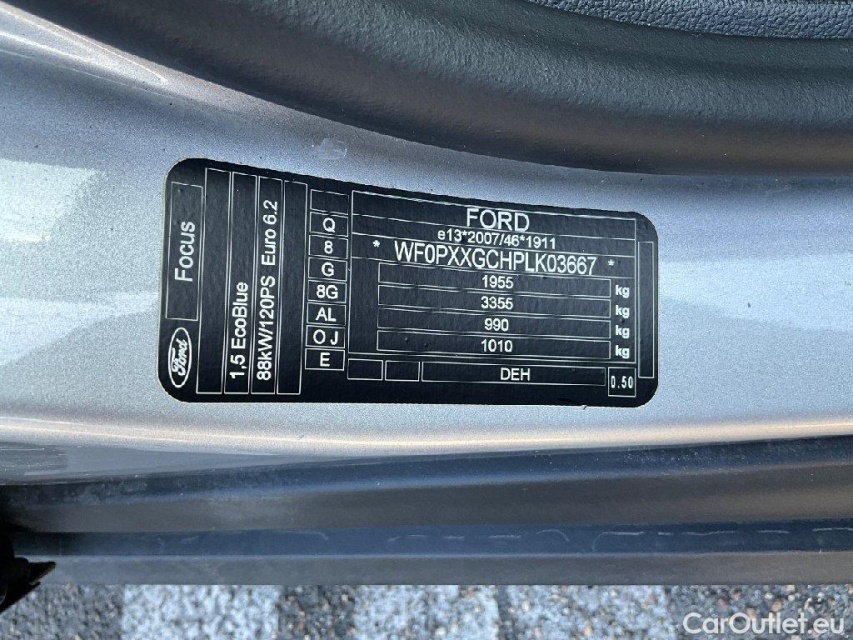 FORD
e13*2007/46*1911
* WF0PXXGCHPLK03667 *
1955 kg
3355 kg
990 kg
1010 kg
DEH
0.50
Q
8
G
8G
AL
O J
E
Focus
Ford
1,5 EcoBlue
88kW/120PS Euro 6.2
CarOutlet.eu